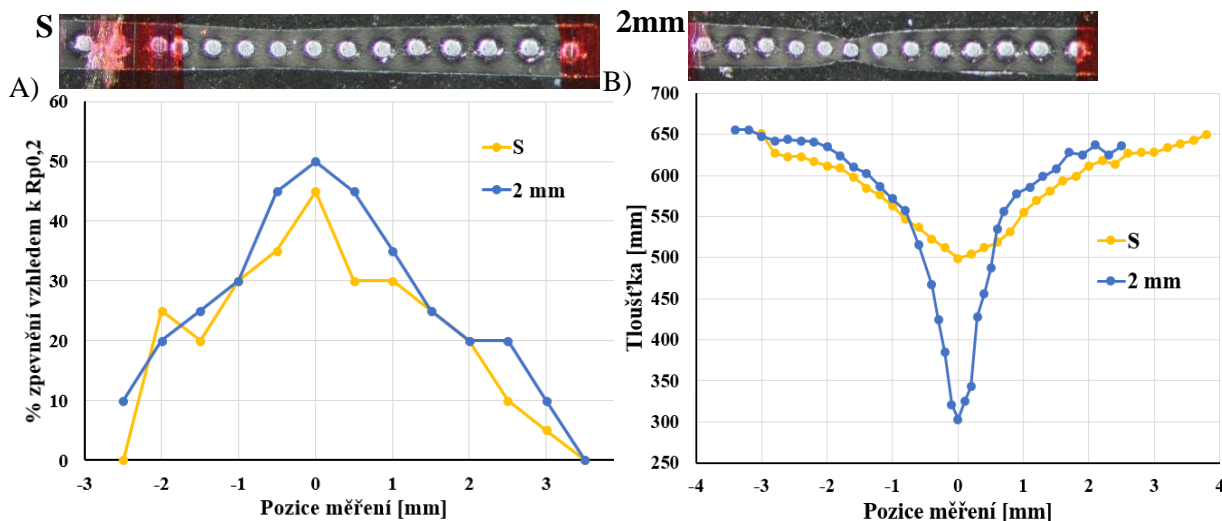 S
2mm
A)
B)
% zpevnění vzhledem k Rp0,2
60
50
40
30
20
10
0
-3
-2
-1
0
1
2
3
Pozice měření [mm]
S
2 mm
Tloušťka [mm]
700
650
600
550
500
450
400
350
300
250
-4
-3
-2
-1
0
1
2
3
4
Pozice měření [mm]
S
2 mm